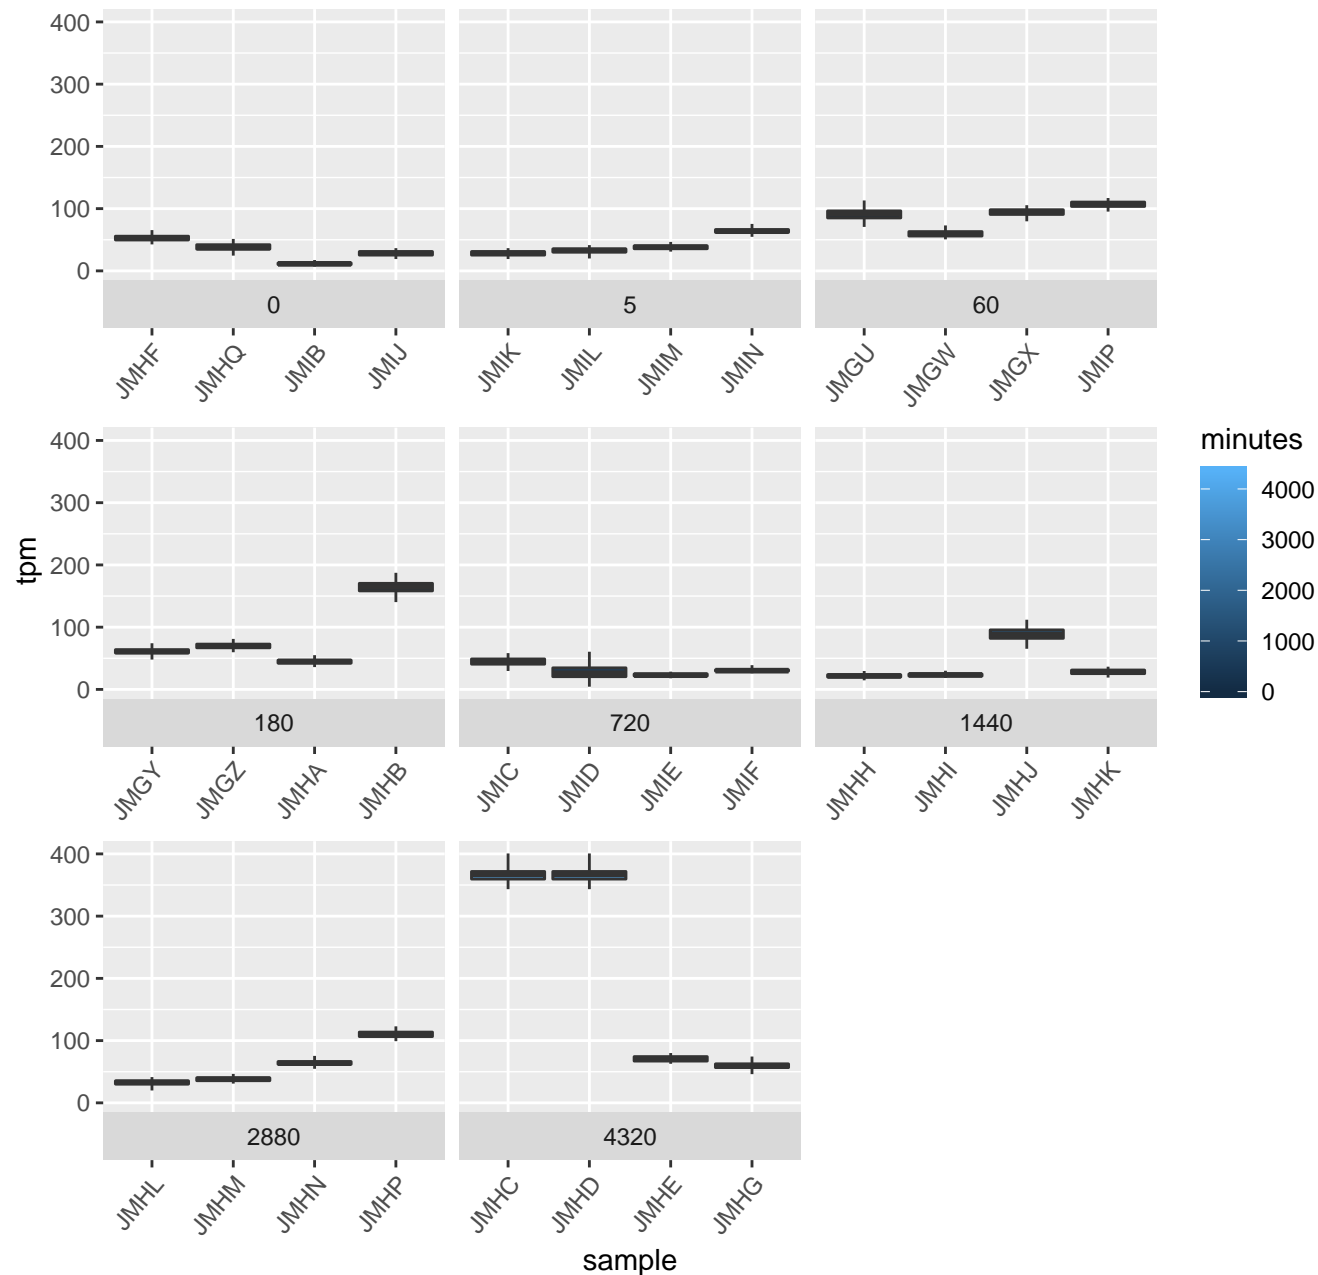 400
300
200
100
0
0
5
60
JMHF
JMHQ
JMIB
JMIJ
JMIK
JMIL
JMIM
JMIN
JMGU
JMGW
JMGX
JMIP
tpm
400
300
200
100
0
180
720
1440
JMGY
JMGZ
JMHA
JMHB
JMIC
JMID
JMIE
JMIF
JMHH
JMHI
JMHJ
JMHK
minutes
4000
3000
2000
1000
0
400
300
200
100
0
2880
4320
JMHL
JMHM
JMHN
JMHP
JMHC
JMHD
JMHE
JMHG
sample